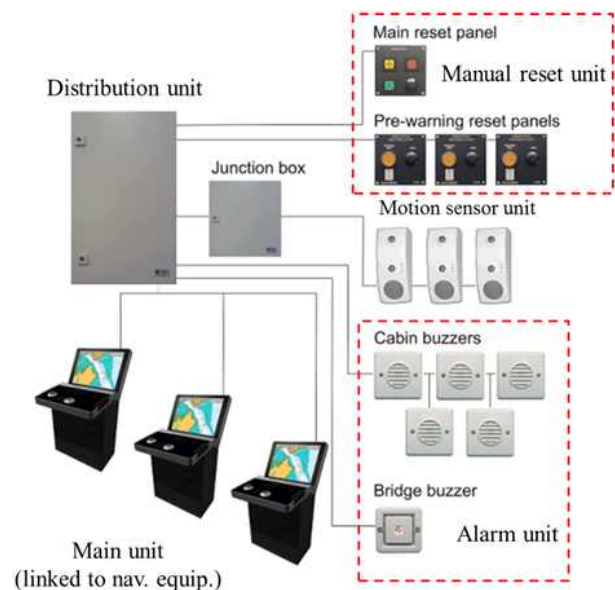 Main reset panel
Manual reset unit
Distribution unit
Pre-warning reset panels
Junction box
Motion sensor unit
Cabin buzzers
Bridge buzzer
Alarm unit
Main unit
(linked to nav. equip.)